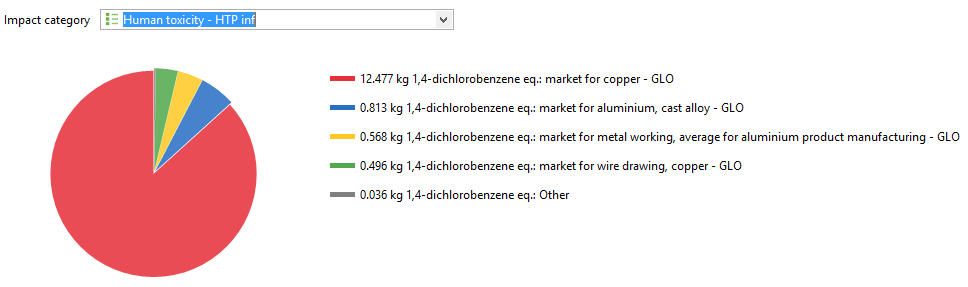 Impact category Human toxicity - HTP inf
12.477 kg 1,4-dichlorobenzene eq.: market for copper - GLO
0.813 kg 1,4-dichlorobenzene eq.: market for aluminium, cast alloy - GLO
0.568 kg 1,4-dichlorobenzene eq.: market for metal working, average for aluminium product manufacturing - GLO
0.496 kg 1,4-dichlorobenzene eq.: market for wire drawing, copper - GLO
0.036 kg 1,4-dichlorobenzene eq.: Other